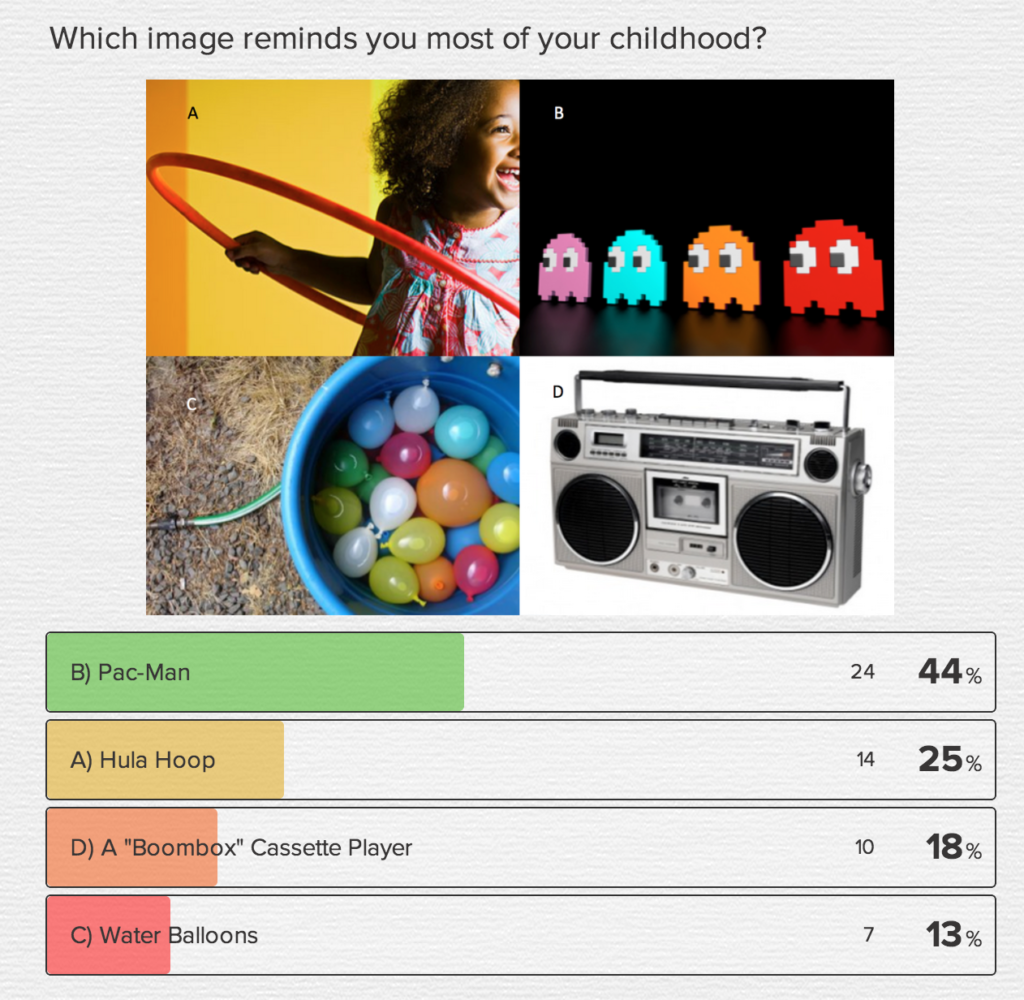 Which image reminds you most of your childhood?
A
B
C
D
B) Pac-Man 24 44%
A) Hula Hoop 14 25%
D) A "Boombox" Cassette Player 10 18%
C) Water Balloons 7 13%